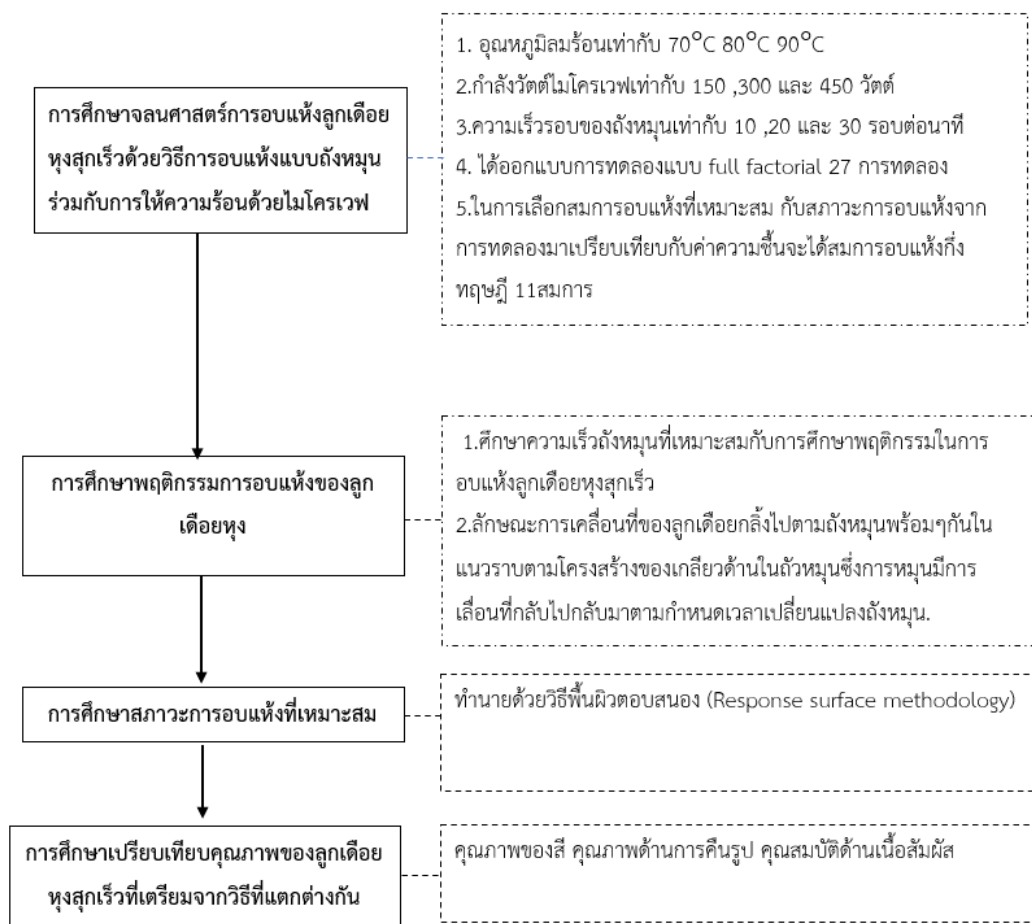 การศึกษาจลนศาสตร์การอบแห้งลูกเดือย
หุงสุกเร็วด้วยวิธีการอบแห้งแบบถังหมุน
ร่วมกับการให้ความร้อนด้วยไมโครเวฟ
1. อุณหภูมิลมร้อนเท่ากับ 70°C 80°C 90°C
2.กำลังวัตต์ไมโครเวฟเท่ากับ 150 ,300 และ 450 วัตต์
3.ความเร็วรอบของถังหมุนเท่ากับ 10 ,20 และ 30 รอบต่อนาที
4. ได้ออกแบบการทดลองแบบ full factorial 27 การทดลอง
5.ในการเลือกสมการอบแห้งที่เหมาะสม กับสภาวะการอบแห้งจาก
การทดลองมาเปรียบเทียบกับค่าความชื้นจะได้สมการอบแห้งกึ่ง
ทฤษฎี 11สมการ
การศึกษาพฤติกรรมการอบแห้งของลูก
เดือยหุง
1.ศึกษาความเร็วถังหมุนที่เหมาะสมกับการศึกษาพฤติกรรมในการ
อบแห้งลูกเดือยหุงสุกเร็ว
2.ลักษณะการเคลื่อนที่ของลูกเดือยกลิ้งไปตามถังหมุนพร้อมๆกันใน
แนวราบตามโครงสร้างของเกลียวด้านในถัวหมุนซึ่งการหมุนมีการ
เลื่อนที่กลับไปกลับมาตามกำหนดเวลาเปลี่ยนแปลงถังหมุน.
การศึกษาสภาวะการอบแห้งที่เหมาะสม
ทำนายด้วยวิธีพื้นผิวตอบสนอง (Response surface methodology)
การศึกษาเปรียบเทียบคุณภาพของลูกเดือย
หุงสุกเร็วที่เตรียมจากวิธีที่แตกต่างกัน
คุณภาพของสี คุณภาพด้านการคืนรูป คุณสมบัติด้านเนื้อสัมผัส